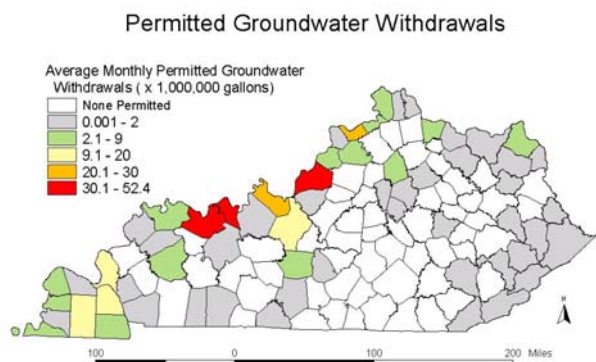 Permitted Groundwater Withdrawals
Average Monthly Permitted Groundwater
Withdrawals ( x 1,000,000 gallons)
None Permitted
0.001 - 2
2.1 - 9
9.1 - 20
20.1 - 30
30.1 - 52.4
N
100 0 100 200 Miles